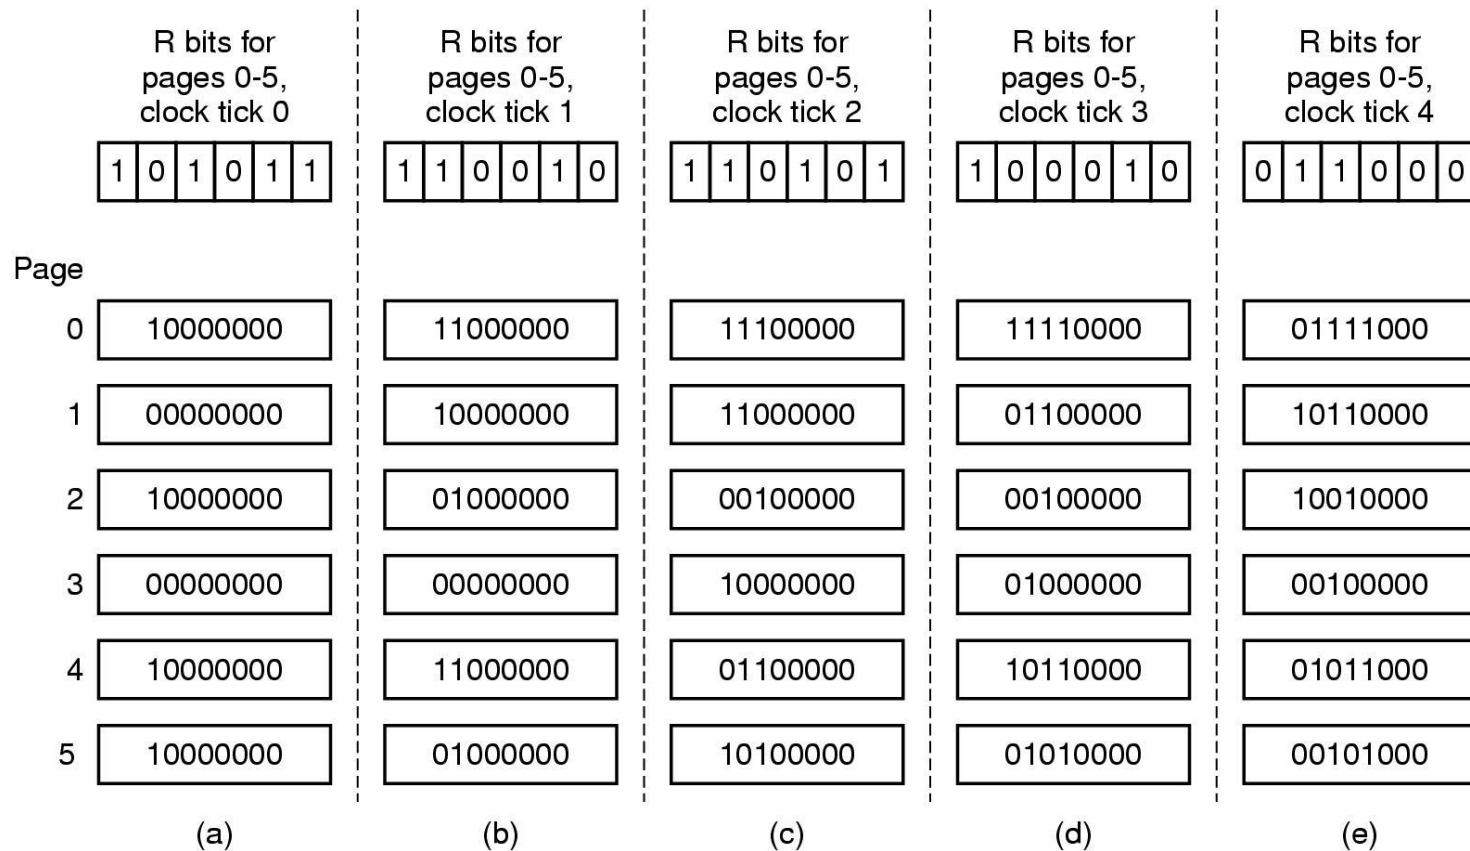 R bits for
pages 0-5,
clock tick 0
R bits for
pages 0-5,
clock tick 1
R bits for
pages 0-5,
clock tick 2
R bits for
pages 0-5,
clock tick 3
R bits for
pages 0-5,
clock tick 4
1 0 1 0 1 1
1 1 0 0 1 0
1 1 0 1 0 1
1 0 0 0 1 0
0 1 1 0 0 0
Page
0 10000000 11000000 11100000 11110000 01111000
1 00000000 10000000 11000000 01100000 10110000
2 10000000 01000000 00100000 00100000 10010000
3 00000000 00000000 10000000 01000000 00100000
4 10000000 11000000 01100000 10110000 01011000
5 10000000 01000000 10100000 01010000 00101000
(a) (b) (c) (d) (e)